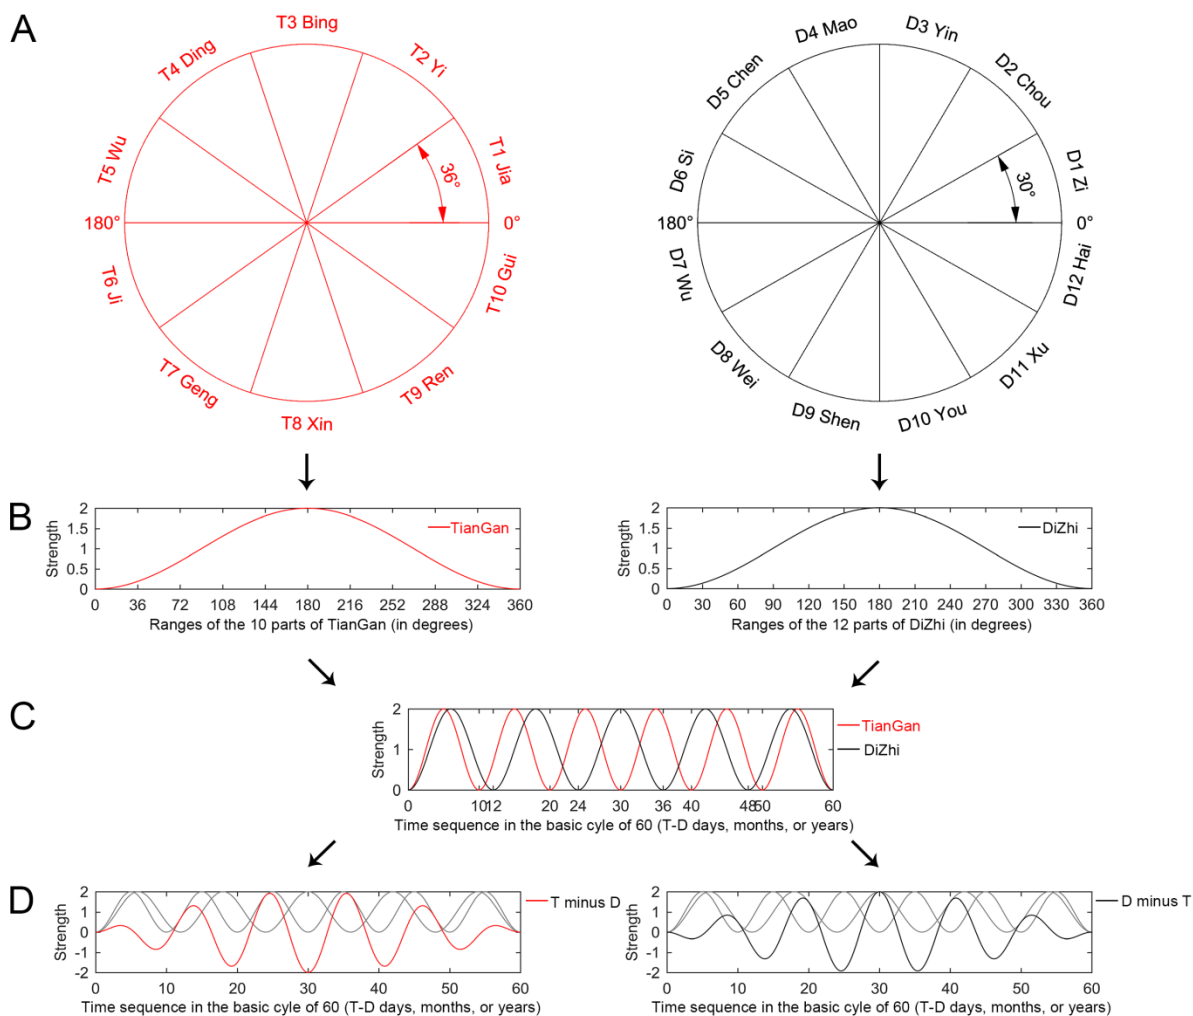 A
T3 Bing
T4 Ding
T2 Yi
T5 Wu
T1 Jia
36°
180°
0°
T6 Ji
T10 Gui
T7 Geng
T9 Ren
T8 Xin
D4 Mao
D3 Yin
D5 Chen
D2 Chou
D6 Si
D1 Zi
30°
180°
0°
D7 Wu
D12 Hai
D8 Wei
D11 Xu
D9 Shen
D10 You
B
Strength
2
1.5
1
0.5
0
TianGan
0 36 72 108 144 180 216 252 288 324 360
Ranges of the 10 parts of TianGan (in degrees)
Strength
2
1.5
1
0.5
0
DiZhi
0 30 60 90 120 150 180 210 240 270 300 330 360
Ranges of the 12 parts of DiZhi (in degrees)
C
Strength
2
1
0
TianGan
DiZhi
0 10 12 20 24 30 36 40 48 50 60
Time sequence in the basic cyle of 60 (T-D days, months, or years)
D
Strength
2
1
0
-1
-2
T minus D
0 10 20 30 40 50 60
Time sequence in the basic cyle of 60 (T-D days, months, or years)
Strength
2
1
0
-1
-2
D minus T
0 10 20 30 40 50 60
Time sequence in the basic cyle of 60 (T-D days, months, or years)